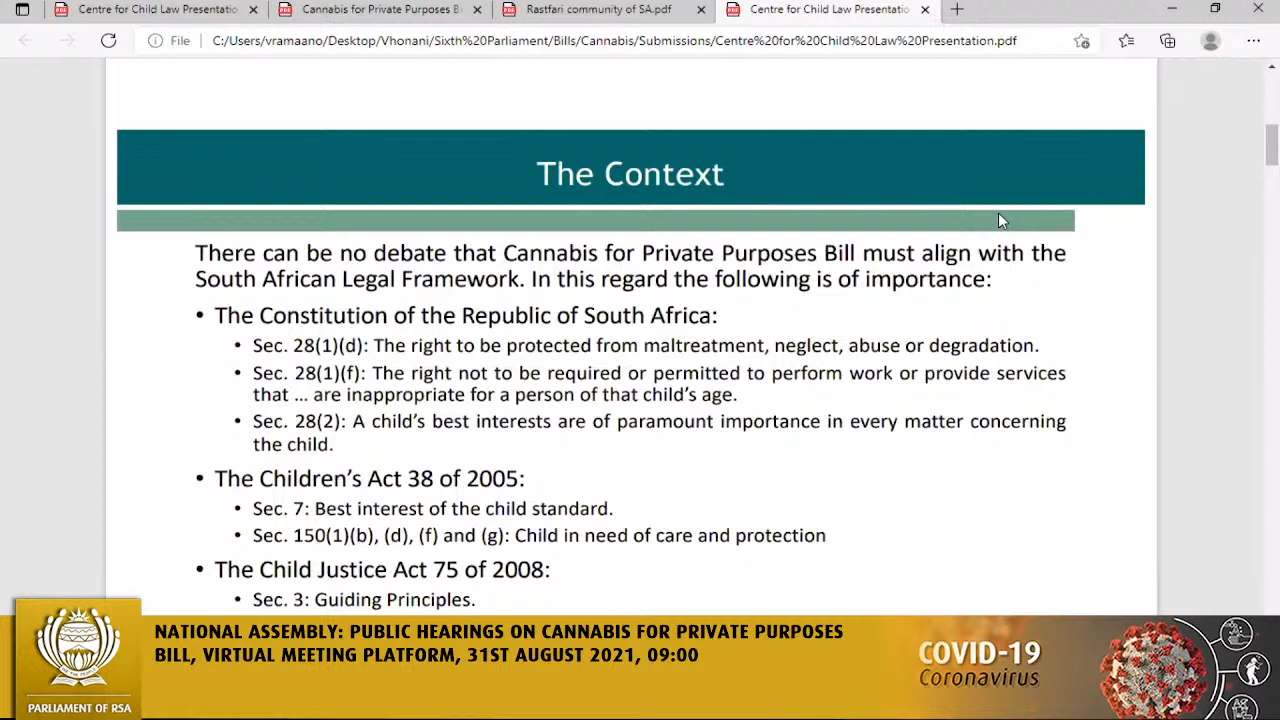 Centre for Child Law Presentatio
Cannabis for Private Purposes Bi
Rastfari community of SA.pdf
Centre for Child Law Presentatio
File
C:/Users/vramaano/Desktop/Vhonani/Sixth%20Parliament/Bills/Cannabis/Submissions/Centre%20for%20Child%20Law%20Presentation.pdf
The Context
There can be no debate that Cannabis for Private Purposes Bill must align with the
South African Legal Framework. In this regard the following is of importance:
• The Constitution of the Republic of South Africa:
• Sec. 28(1)(d): The right to be protected from maltreatment, neglect, abuse or degradation.
• Sec. 28(1)(f): The right not to be required or permitted to perform work or provide services
that ... are inappropriate for a person of that child's age.
• Sec. 28(2): A child's best interests are of paramount importance in every matter concerning
the child.
• The Children's Act 38 of 2005:
• Sec. 7: Best interest of the child standard.
• Sec. 150(1)(b), (d), (f) and (g): Child in need of care and protection
• The Child Justice Act 75 of 2008:
• Sec. 3: Guiding Principles.
NATIONAL ASSEMBLY: PUBLIC HEARINGS ON CANNABIS FOR PRIVATE PURPOSES
BILL, VIRTUAL MEETING PLATFORM, 31ST AUGUST 2021, 09:00
PARLIAMENT OF RSA
COVID-19
Coronavirus